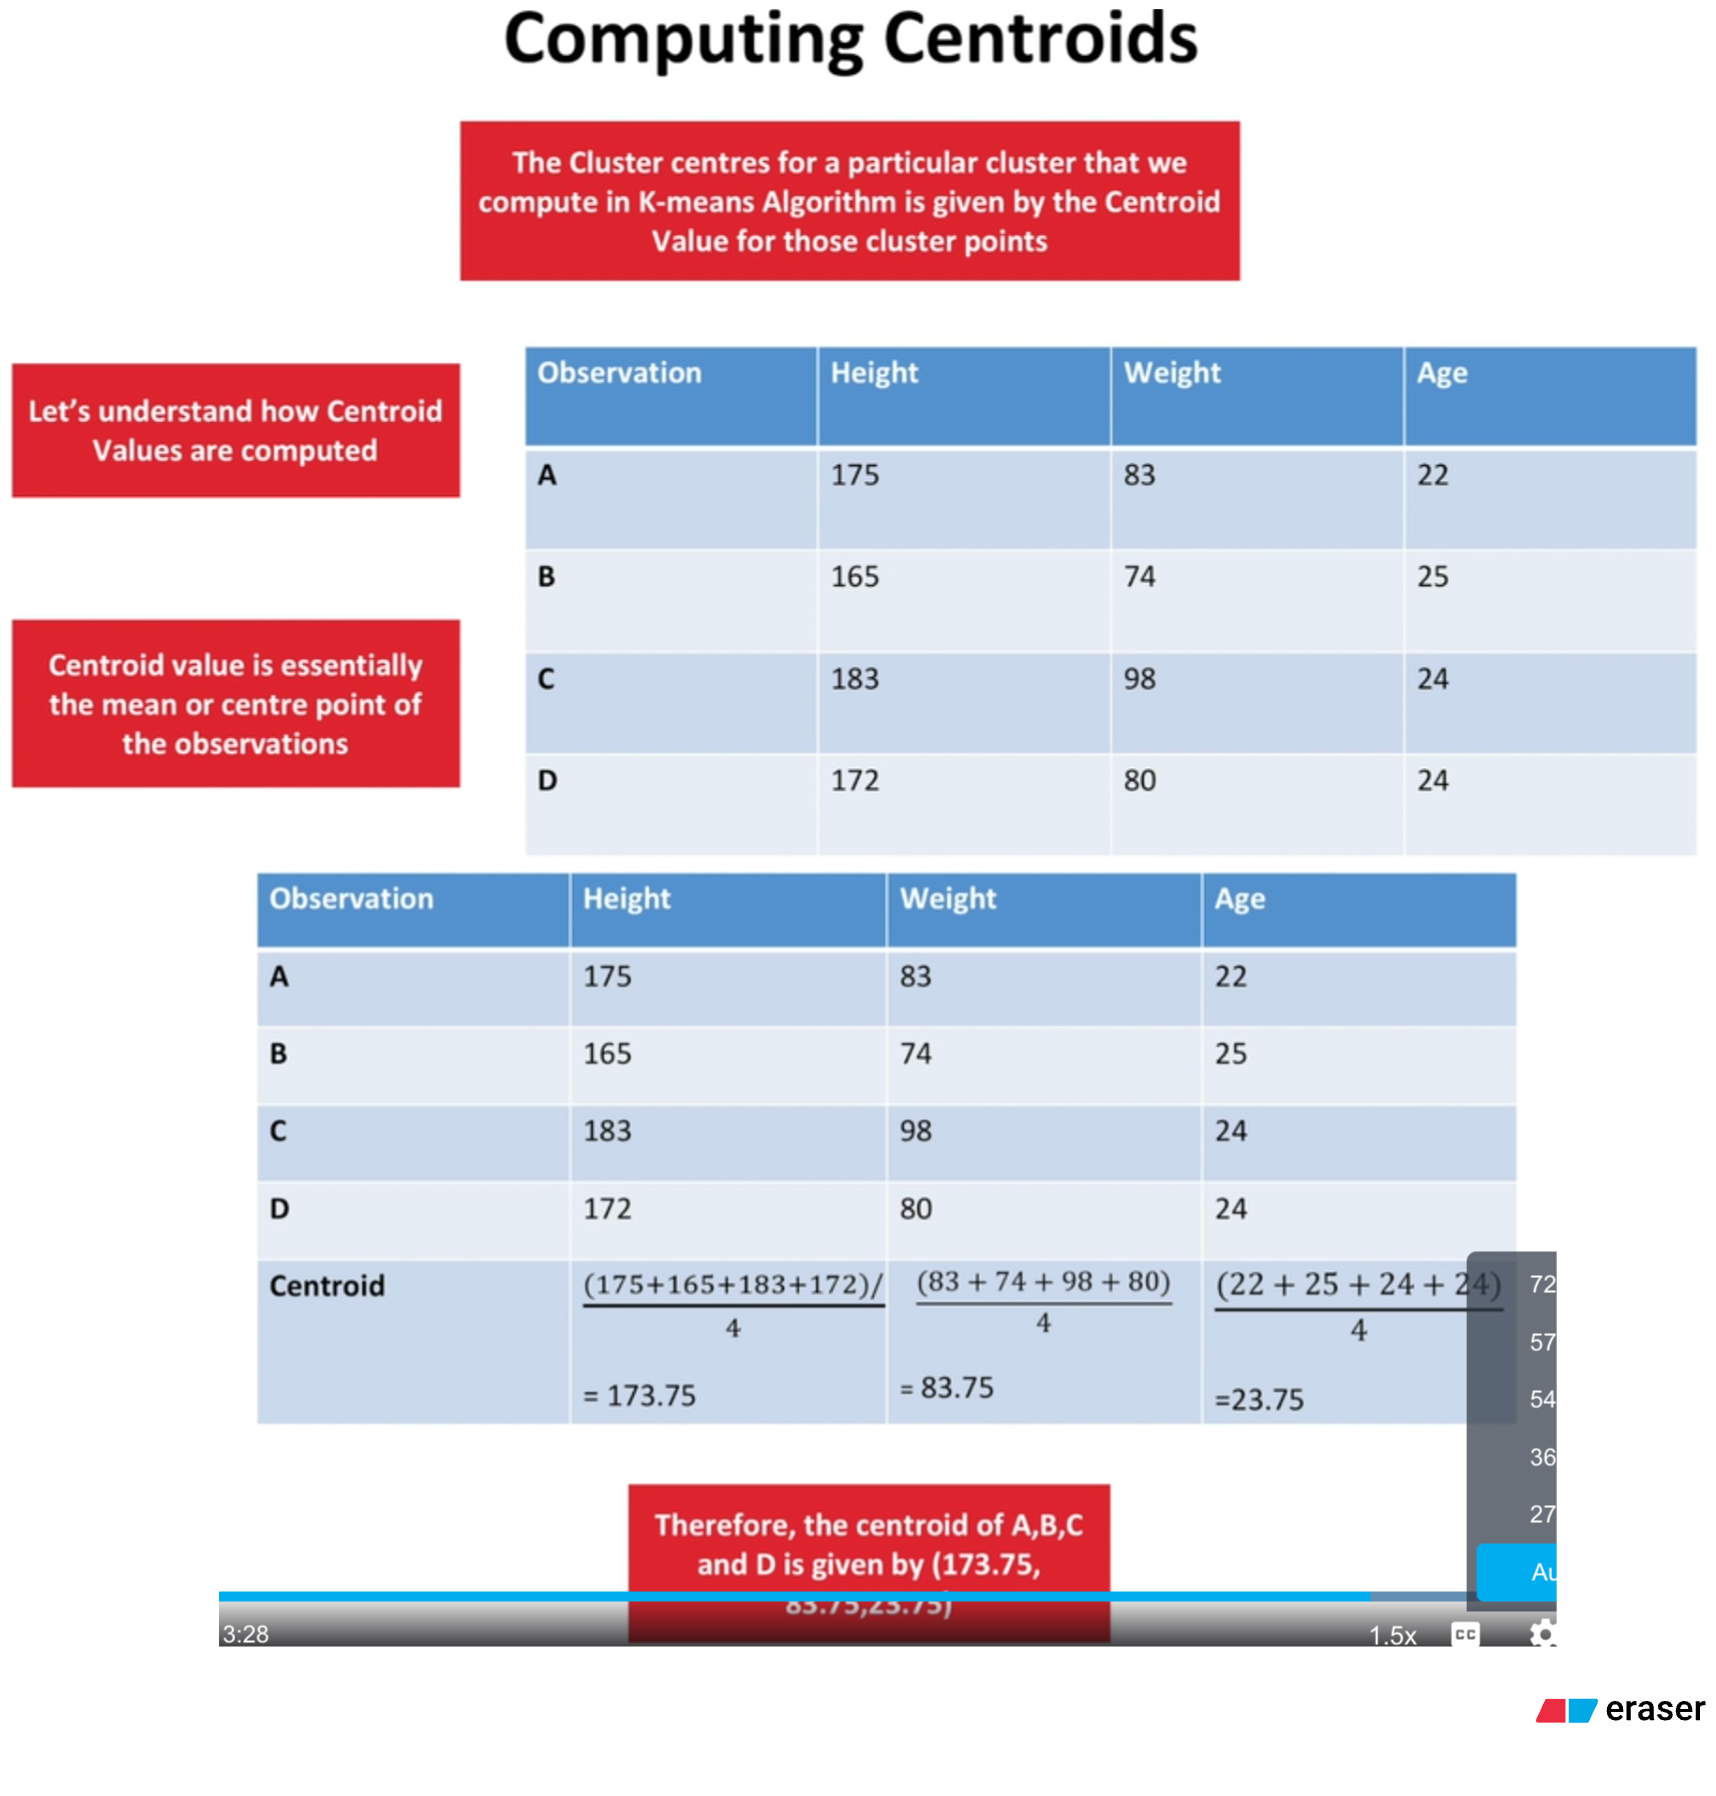 Computing Centroids
The Cluster centres for a particular cluster that we
compute in K-means Algorithm is given by the Centroid
Value for those cluster points
Let's understand how Centroid
Values are computed
Centroid value is essentially
the mean or centre point of
the observations
Observation Height Weight Age
A 175 83 22
B 165 74 25
C 183 98 24
D 172 80 24
Observation Height Weight Age
A 175 83 22
B 165 74 25
C 183 98 24
D 172 80 24
Centroid (175+165+183+172)/ (83 + 74 + 98 + 80) (22 + 25 + 24 + 24)
4 4 4
= 173.75 = 83.75 =23.75
72
57
54
36
27
Au
Therefore, the centroid of A,B,C
and D is given by (173.75,
83.75,23.75)
3:28 1.5x CC
eraser